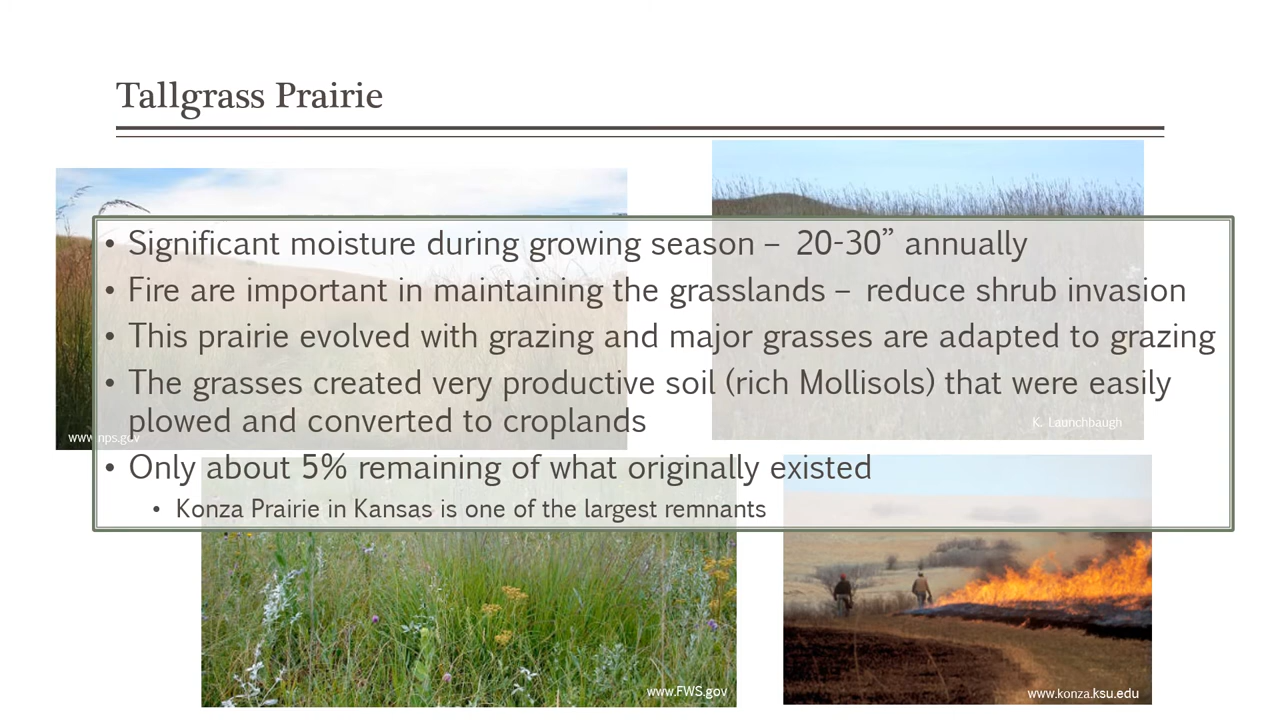 Tallgrass Prairie
• Significant moisture during growing season – 20-30” annually
• Fire are important in maintaining the grasslands – reduce shrub invasion
• This prairie evolved with grazing and major grasses are adapted to grazing
• The grasses created very productive soil (rich Mollisols) that were easily
plowed and converted to croplands
• Only about 5% remaining of what originally existed
• Konza Prairie in Kansas is one of the largest remnants
www.nps.gov
K. Launchbaugh
www.FWS.gov
www.konza.ksu.edu